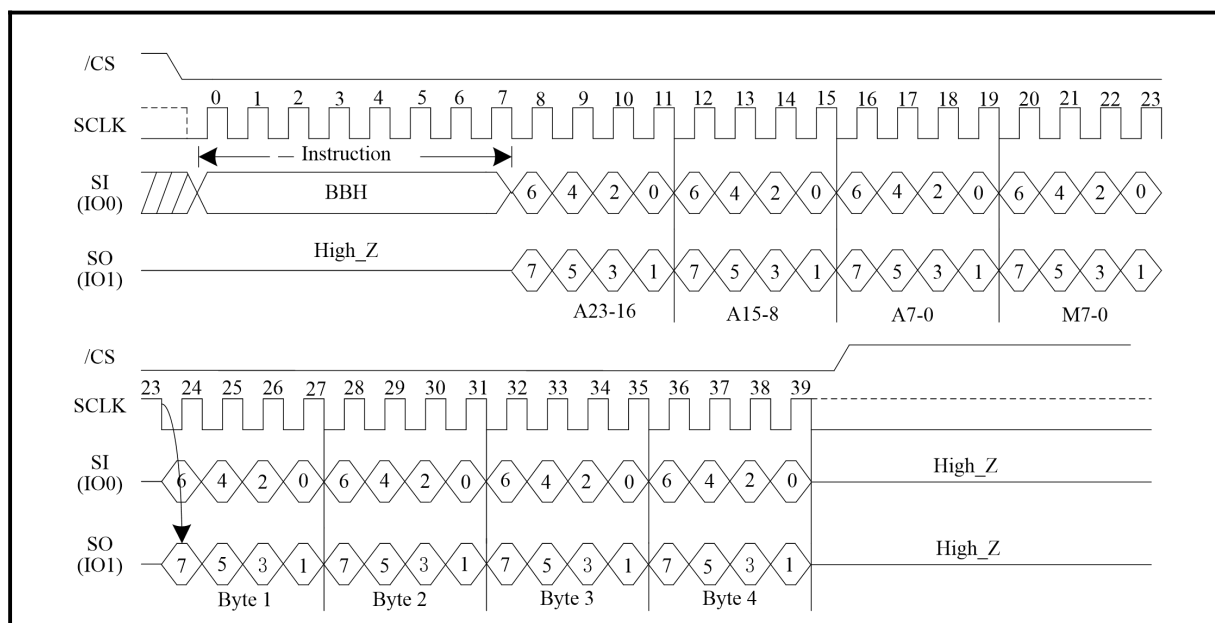 /CS
0 1 2 3 4 5 6 7 8 9 10 11 12 13 14 15 16 17 18 19 20 21 22 23
SCLK
Instruction
SI
(IO0)
BBH
6 4 2 0 6 4 2 0 6 4 2 0 6 4 2 0
SO
(IO1)
High_Z
7 5 3 1 7 5 3 1 7 5 3 1 7 5 3 1
A23-16 A15-8 A7-0 M7-0
/CS
23 24 25 26 27 28 29 30 31 32 33 34 35 36 37 38 39
SCLK
SI
(IO0)
6 4 2 0 6 4 2 0 6 4 2 0 6 4 2 0
High_Z
SO
(IO1)
7 5 3 1 7 5 3 1 7 5 3 1 7 5 3 1
High_Z
Byte 1 Byte 2 Byte 3 Byte 4